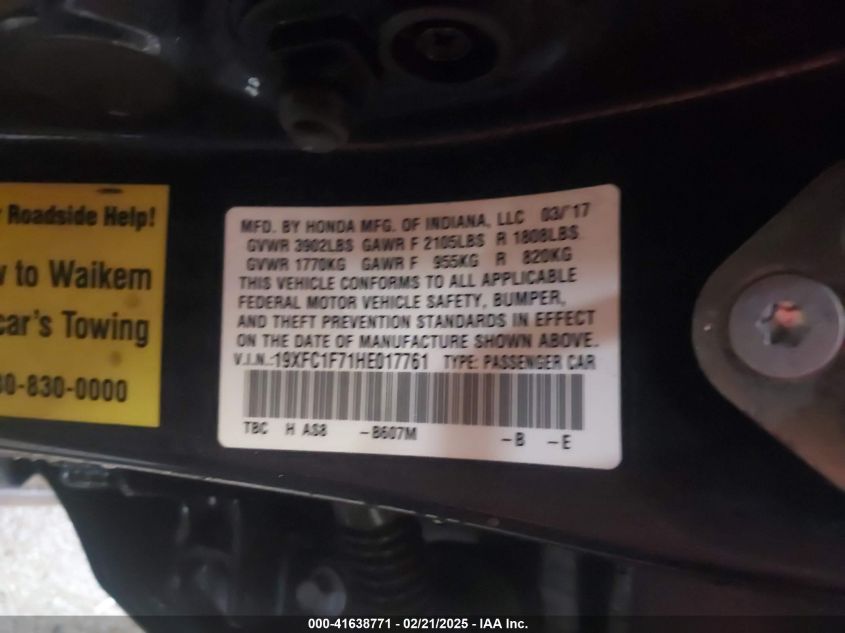 Roadside Help!
to Waikem
car's Towing
830-0000
MFD. BY HONDA MFG. OF INDIANA, LLC 03/'17
GVWR 3902LBS GAWR F 2105LBS R 1808LBS
GVWR 1770KG GAWR F 955KG R 820KG
THIS VEHICLE CONFORMS TO ALL APPLICABLE
FEDERAL MOTOR VEHICLE SAFETY, BUMPER,
AND THEFT PREVENTION STANDARDS IN EFFECT
ON THE DATE OF MANUFACTURE SHOWN ABOVE.
V.I.N.:19XFC1F71HE017761 TYPE: PASSENGER CAR
TBC H AS8 -B607M -B -E
000-41638771 - 02/21/2025 - IAA Inc.